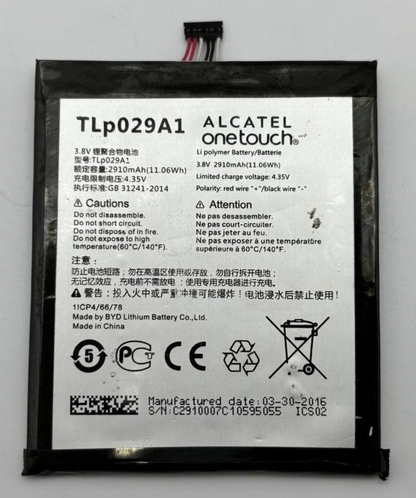 TLp029A1
ALCATEL
onetouch®
3.8V 锂聚合物电池
型号:TLp029A1
额定容量:2910mAh(11.06Wh)
充电限制电压:4.35V
执行标准:GB 31241-2014
Li polymer Battery/Batterie
3.8V 2910mAh(11.06Wh)
Limited charge voltage: 4.35V
Polarity: red wire "+"/black wire "-"
Cautions
Do not disassemble.
Do not short circuit.
Do not dispose of in fire.
Do not expose to high
temperature(60°C/140°F).
Attention
Ne pas desassembler.
Ne pas court-circuiter.
Ne pas jeter au feu.
Ne pas exposer à une température
supérieure à 60°C/140°F.
注意:
防止电池短路,勿在高温区使用或存放,勿自行拆开电池;
无记忆效应,充电前不需放电;使用专用充电器充电。
警告:投入火中或严重冲撞可能爆炸!电池浸水后禁止使用!
1ICP4/66/78
Made by BYD Lithium Battery Co.,Ltd.
5
CE
Manufactured date: 03-30-2016
S/N:C2910007C10595055 ICS02